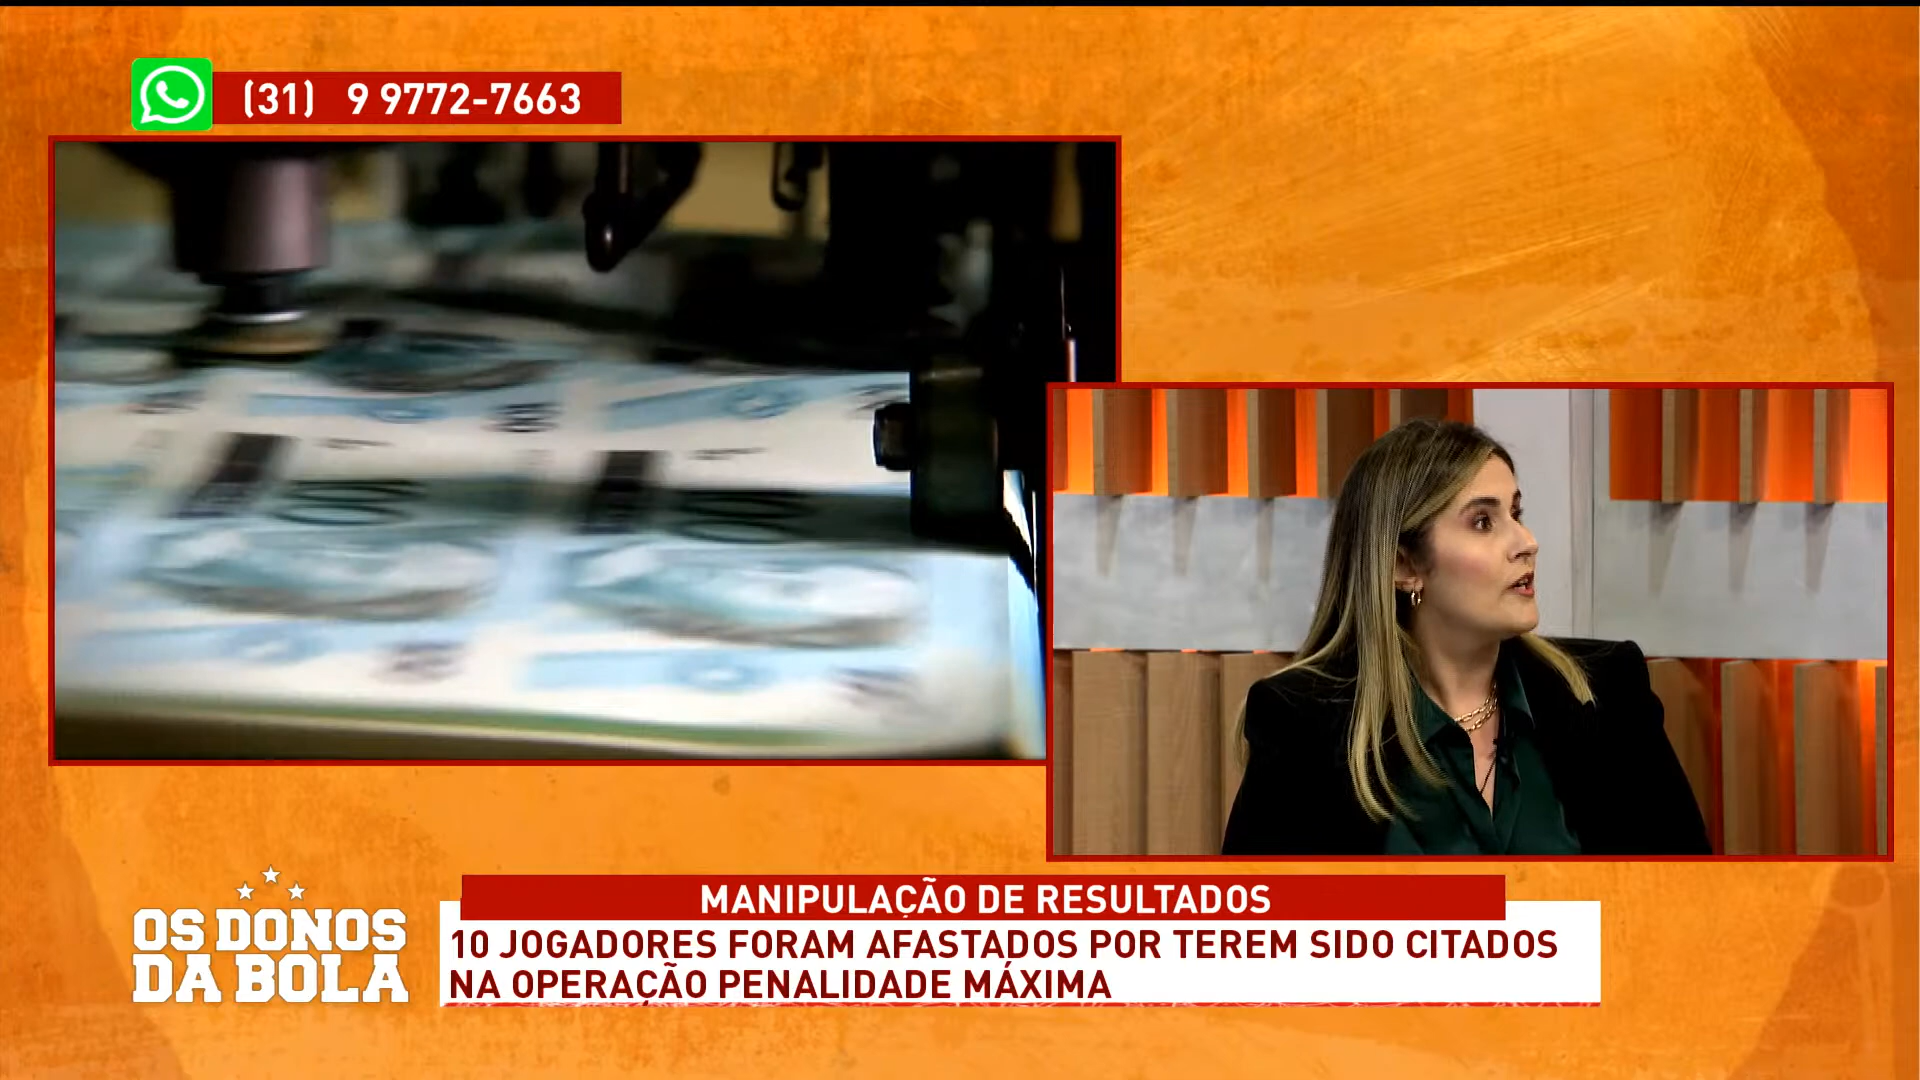 (31) 9 9772-7663
OS DONOS
DA BOLA
MANIPULAÇÃO DE RESULTADOS
10 JOGADORES FORAM AFASTADOS POR TEREM SIDO CITADOS
NA OPERAÇÃO PENALIDADE MÁXIMA